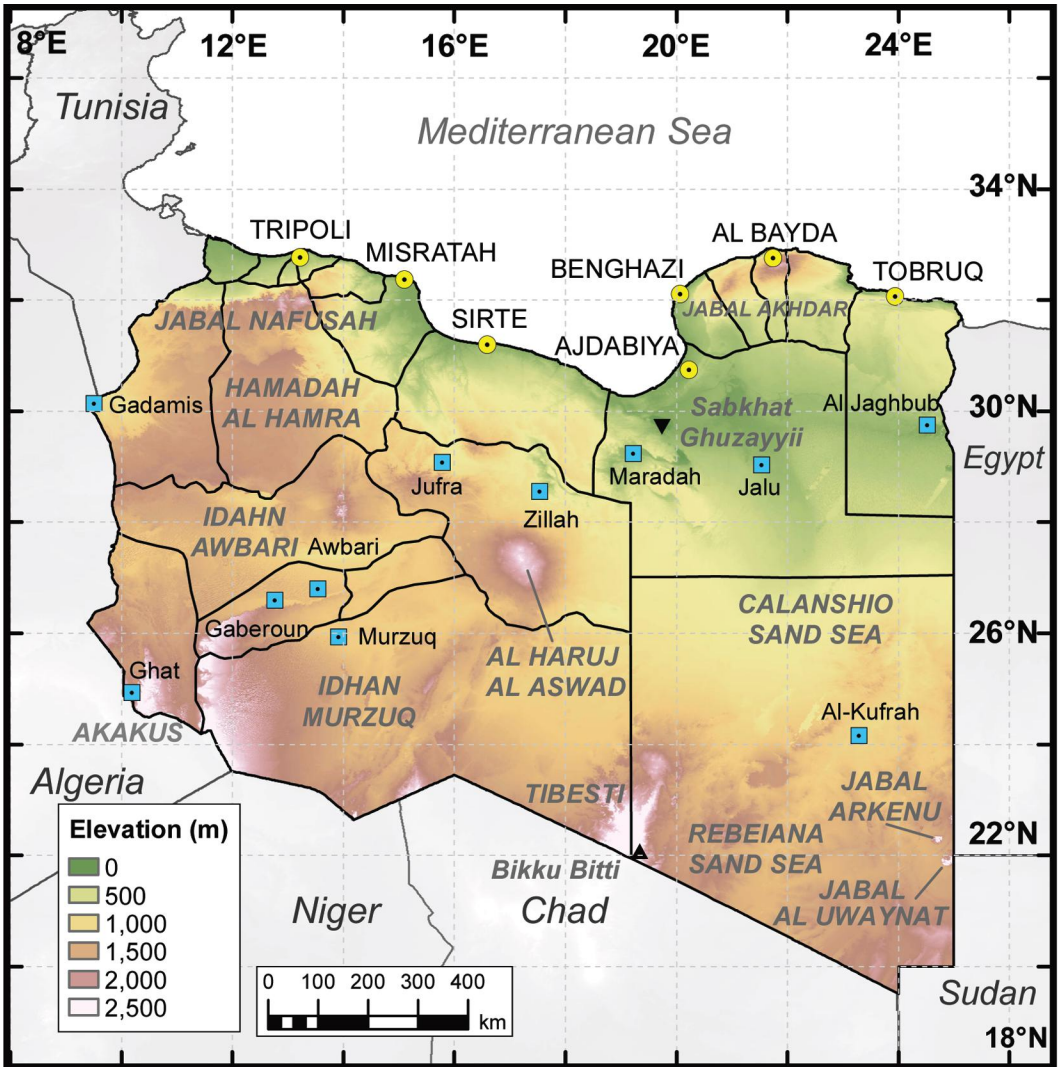 8°E
12°E
16°E
20°E
24°E
Tunisia
Mediterranean Sea
34°N
TRIPOLI
MISRATAH
SIRTE
BENGHAZI
AL BAYDA
TOBRUQ
AJDABIYA
JABAL AKHDAR
JABAL NAFUSAH
HAMADAH
AL HAMRA
Gadamis
Sabkhat
Ghuzayyii
Al Jaghbub
30°N
Egypt
Jufra
Zillah
Maradah
Jalu
IDAHN
AWBARI
Awbari
Gaberoun
Murzuq
CALANSHIO
SAND SEA
26°N
AL HARUJ
AL ASWAD
Ghat
IDHAN
MURZUQ
AKAKUS
Al-Kufrah
Algeria
TIBESTI
JABAL
ARKENU
REBEIANA
SAND SEA
22°N
Bikku Bitti
JABAL
AL UWAYNAT
Niger
Chad
Sudan
18°N
Elevation (m)
0
500
1,000
1,500
2,000
2,500
0 100 200 300 400
km